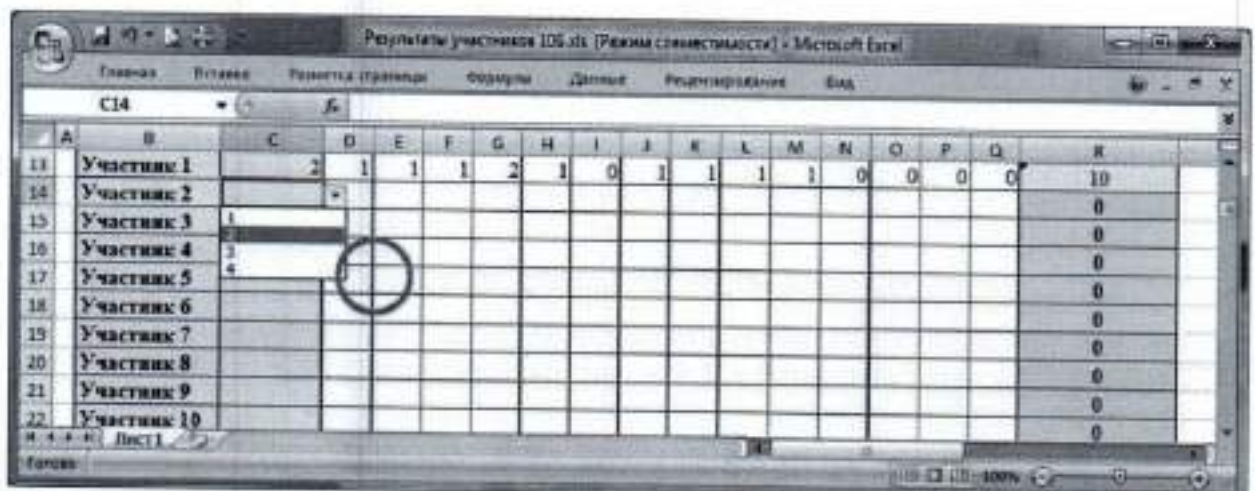 Результаты участников 106.xls [Режим совместимости] - Microsoft Excel
Главная Вставка Разметка страницы Формулы Данные Рецензирование Вид
C14 fx
A B C D E F G H I J K L M N O P Q R
13 Участник 1 2 1 1 1 2 1 0 1 1 1 1 0 0 0 0 10
14 Участник 2 0
15 Участник 3 1 0
2
16 Участник 4 3 0
17 Участник 5 4 0
18 Участник 6 0
19 Участник 7 0
20 Участник 8 0
21 Участник 9 0
22 Участник 10 0
Лист1
Готово 100%